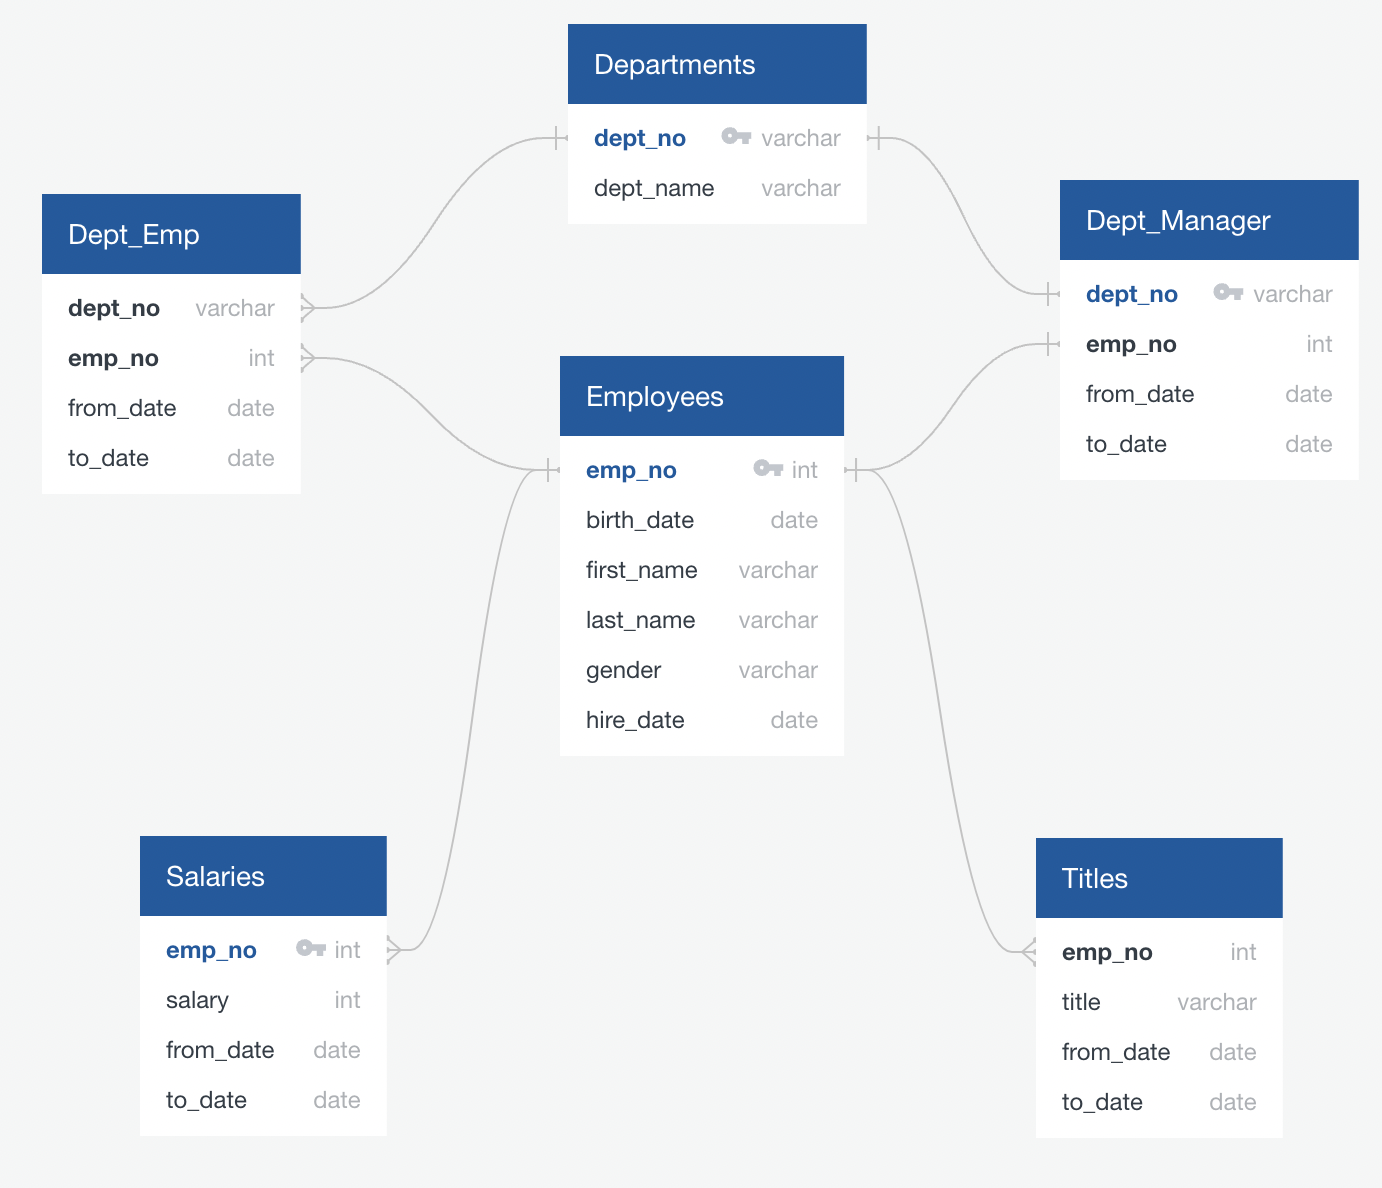 Departments
dept_no varchar
dept_name varchar
Dept_Emp
dept_no varchar
emp_no int
from_date date
to_date date
Dept_Manager
dept_no varchar
emp_no int
from_date date
to_date date
Employees
emp_no int
birth_date date
first_name varchar
last_name varchar
gender varchar
hire_date date
Salaries
emp_no int
salary int
from_date date
to_date date
Titles
emp_no int
title varchar
from_date date
to_date date